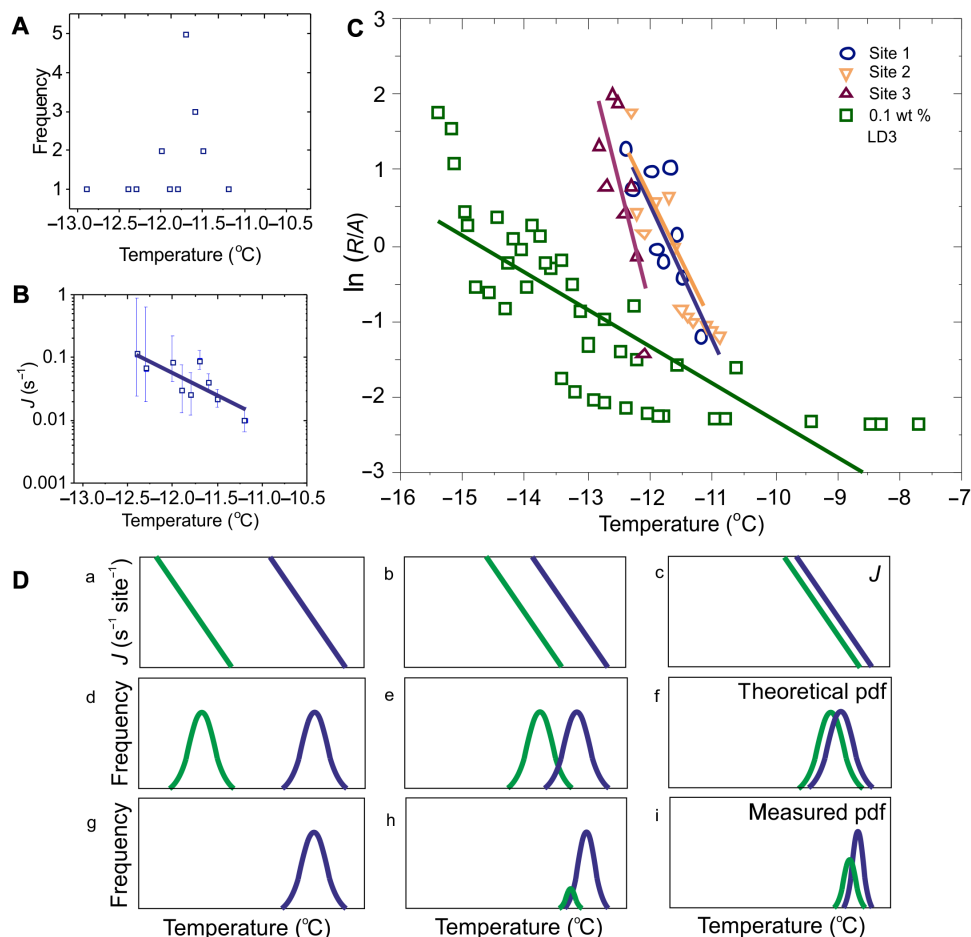 A
Frequency
5
4
3
2
1
−13.0 −12.5 −12.0 −11.5 −11.0 −10.5
Temperature (°C)
B
J (s⁻¹)
1
0.1
0.01
0.001
−13.0 −12.5 −12.0 −11.5 −11.0 −10.5
Temperature (°C)
C
ln (R/A)
3
2
1
0
−1
−2
−3
−16 −15 −14 −13 −12 −11 −10 −9 −8 −7
Temperature (°C)
Site 1
Site 2
Site 3
0.1 wt %
LD3
D
J (s⁻¹ site⁻¹)
a
b
c
J
Frequency
d
e
f
Theoretical pdf
Frequency
g
h
i
Measured pdf
Temperature (°C)
Temperature (°C)
Temperature (°C)